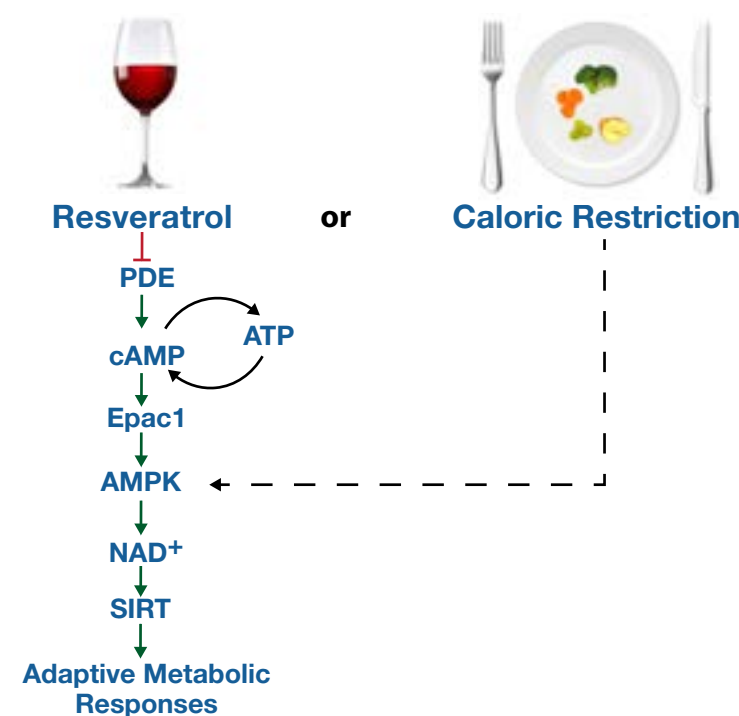 Resveratrol or Caloric Restriction
PDE
ATP
cAMP
Epac1
AMPK
NAD+
SIRT
Adaptive Metabolic
Responses